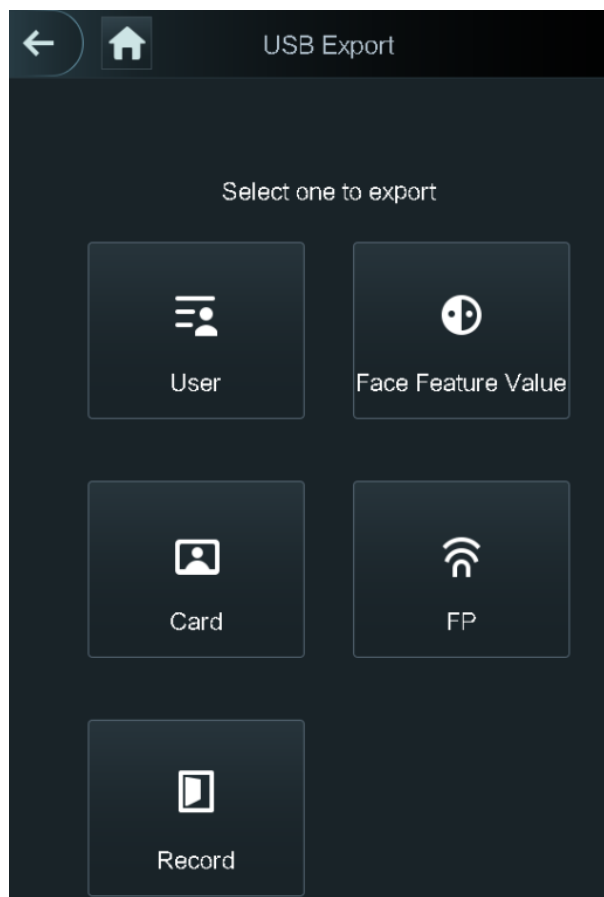 USB Export
Select one to export
User
Face Feature Value
Card
FP
Record